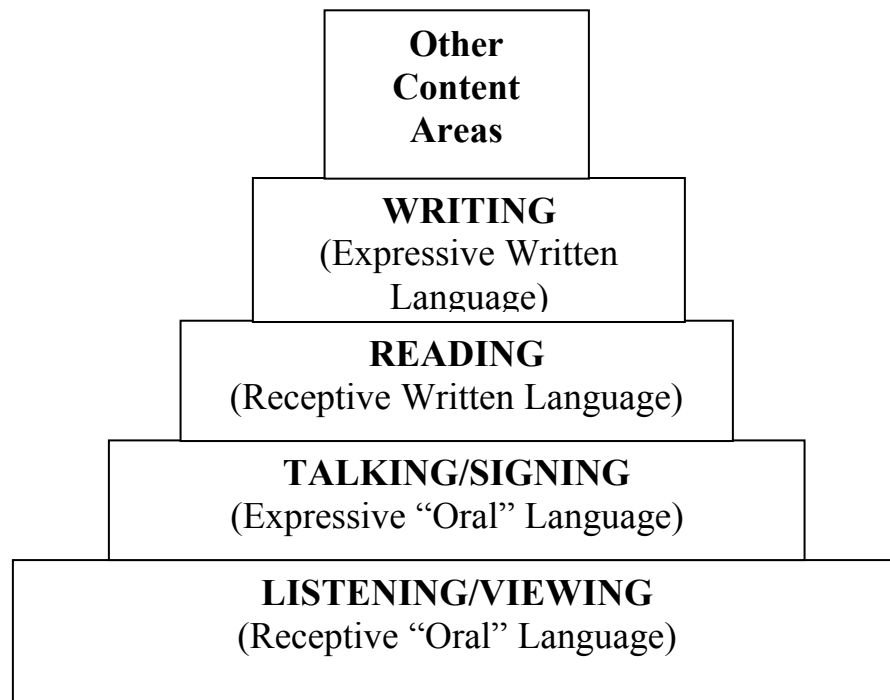 Other
Content
Areas
WRITING
(Expressive Written
Language)
READING
(Receptive Written Language)
TALKING/SIGNING
(Expressive “Oral” Language)
LISTENING/VIEWING
(Receptive “Oral” Language)